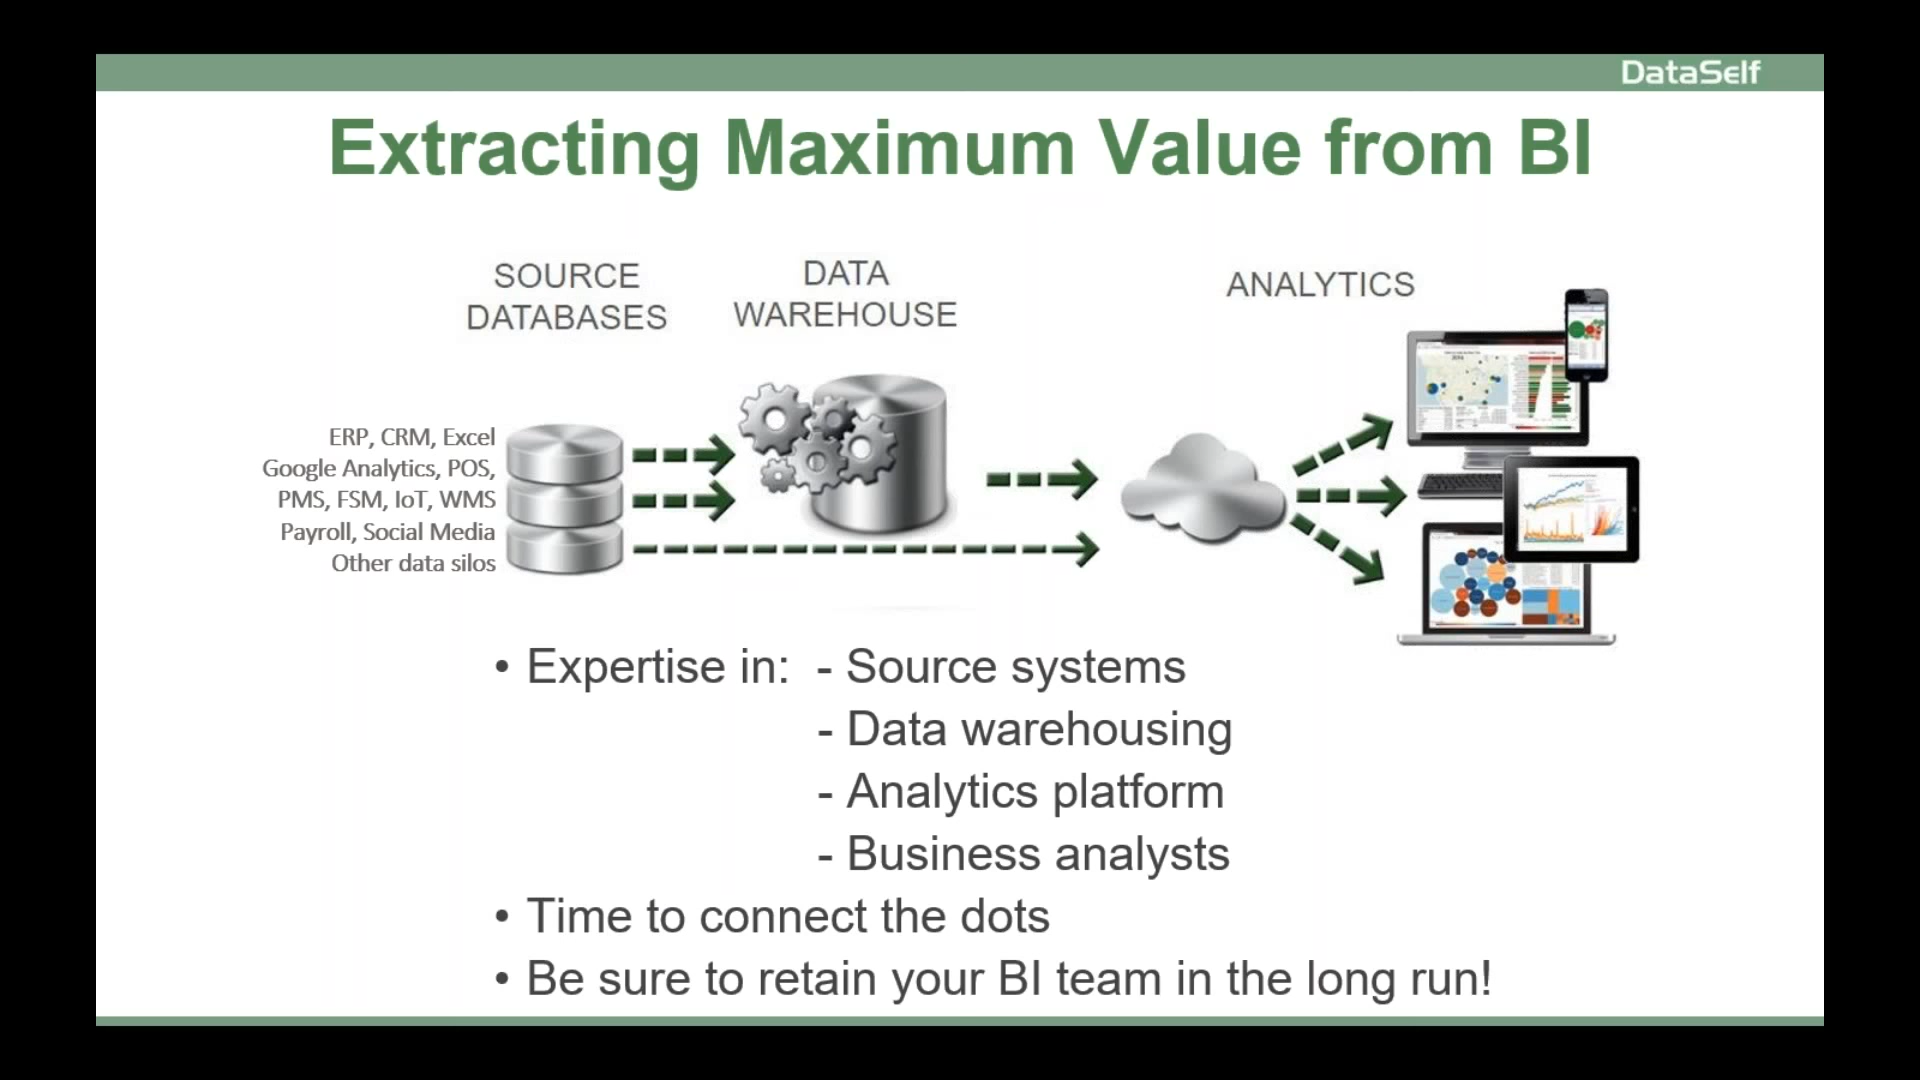 DataSelf
Extracting Maximum Value from BI
SOURCE
DATABASES
DATA
WAREHOUSE
ANALYTICS
ERP, CRM, Excel
Google Analytics, POS,
PMS, FSM, IoT, WMS
Payroll, Social Media
Other data silos
• Expertise in: - Source systems
- Data warehousing
- Analytics platform
- Business analysts
• Time to connect the dots
• Be sure to retain your BI team in the long run!